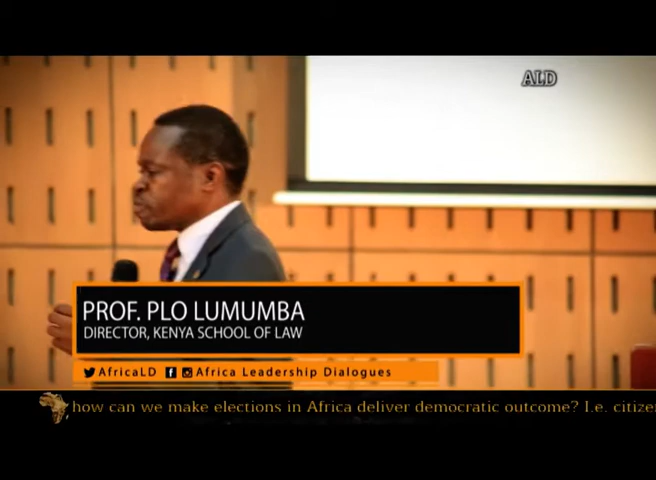 ALD
PROF. PLO LUMUMBA
DIRECTOR, KENYA SCHOOL OF LAW
AfricaLD Africa Leadership Dialogues
how can we make elections in Africa deliver democratic outcome? I.e. citize